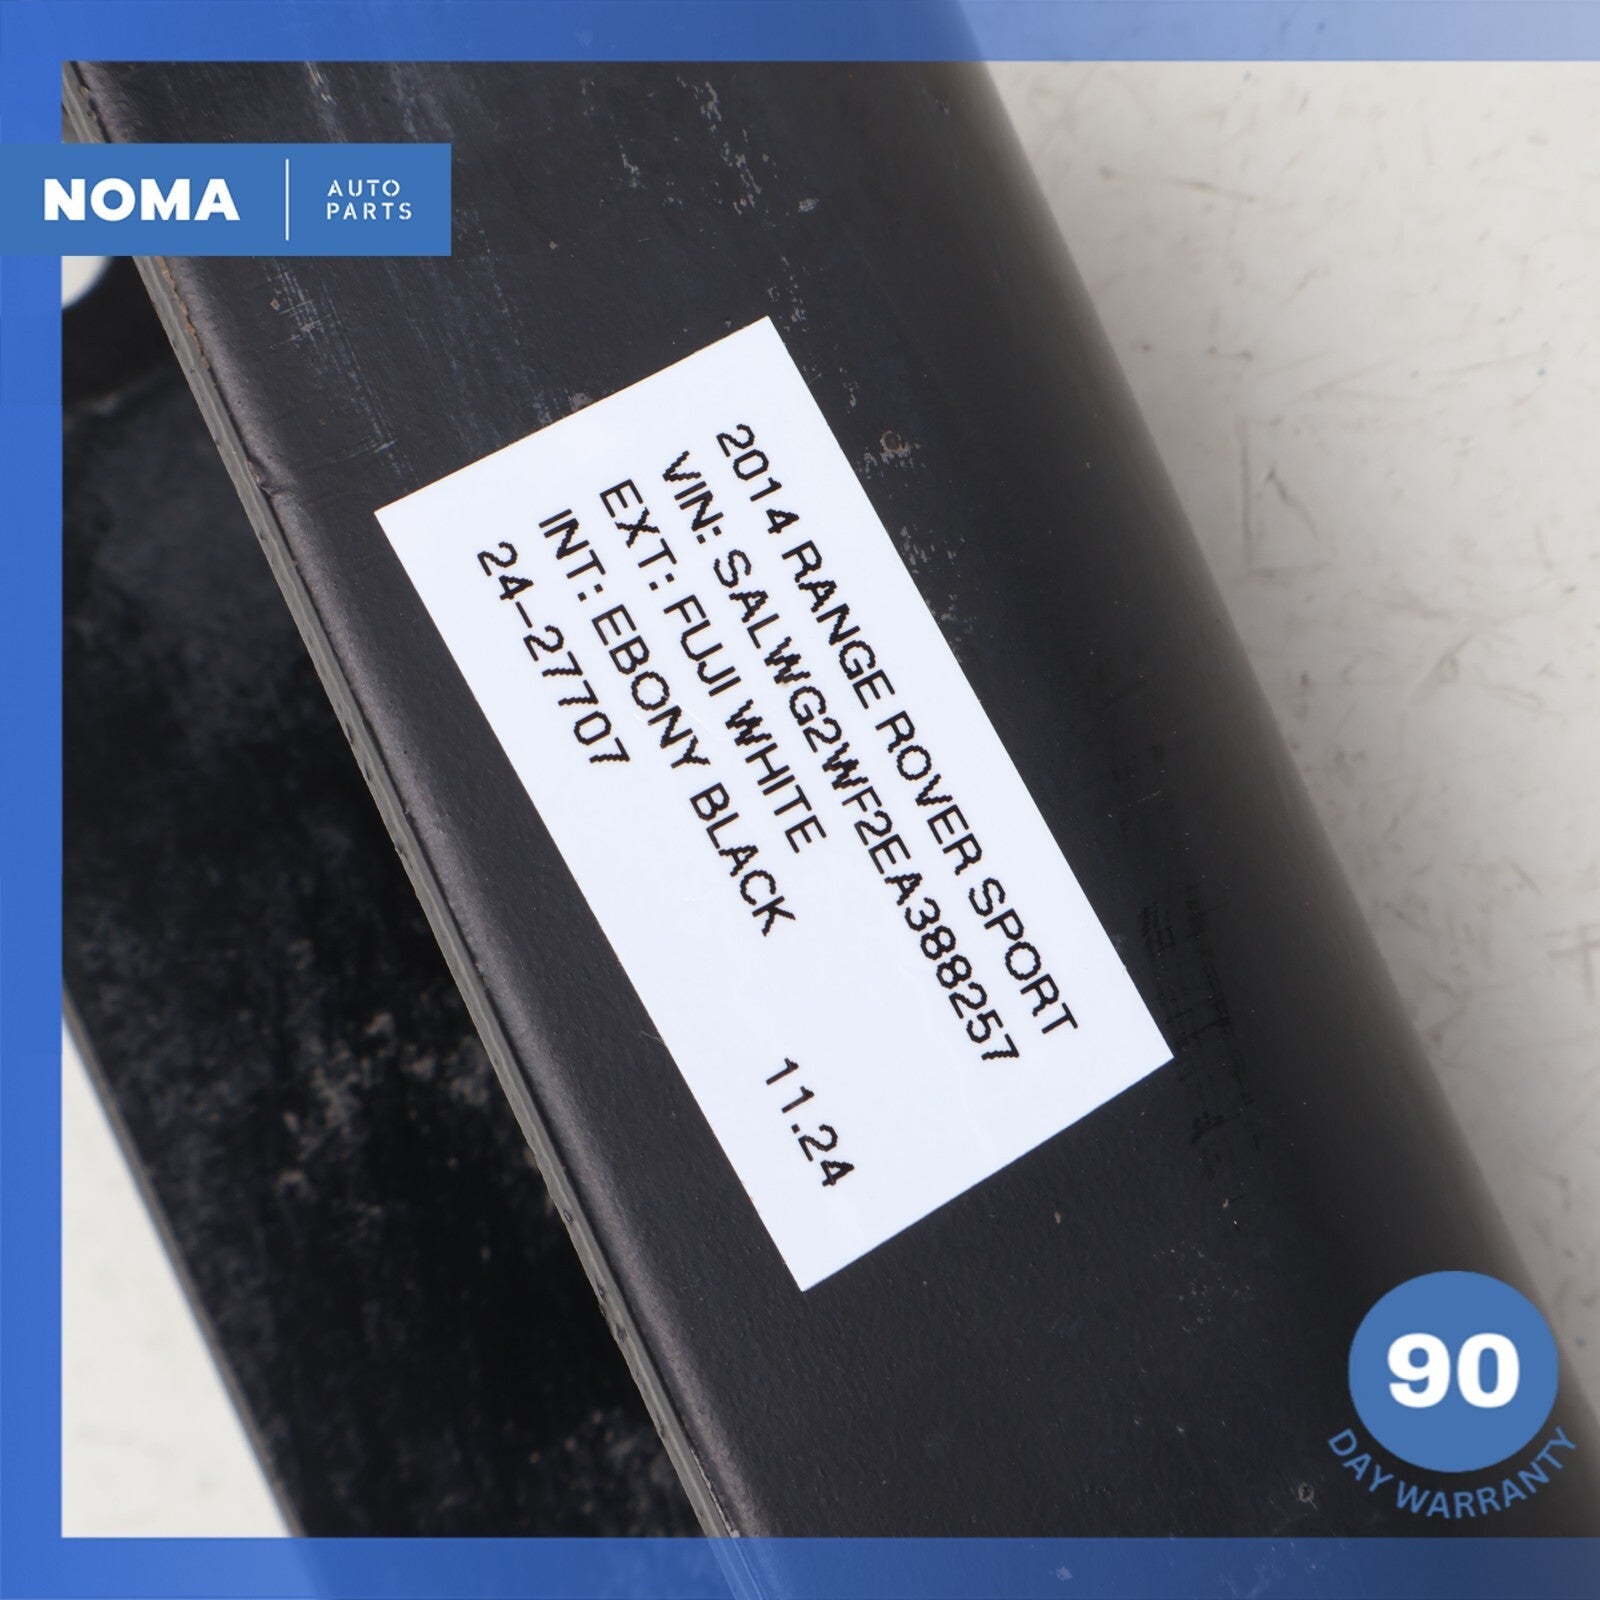 NOMA
AUTO
PARTS
2014 RANGE ROVER SPORT
VIN: SALWG2WF2EA388257
EXT: FUJI WHITE
INT: EBONY BLACK
24-27707
11.24
90
DAY WARRANTY